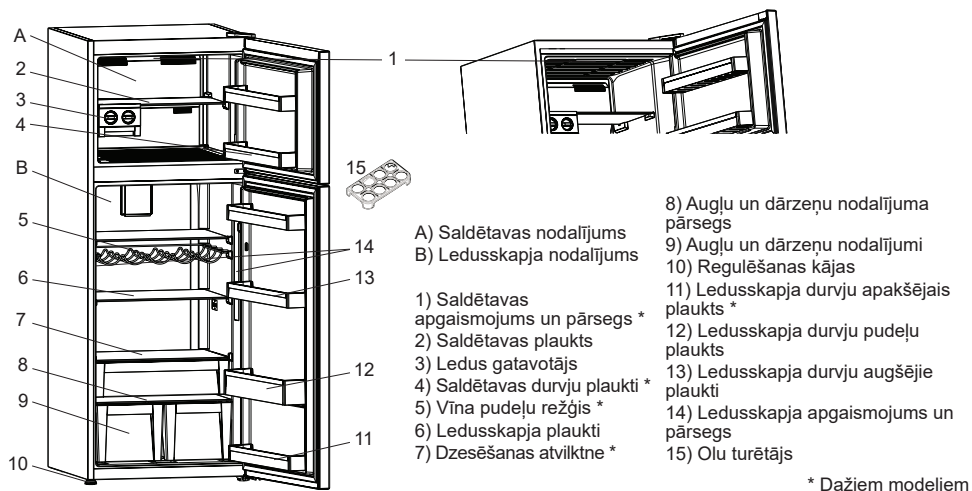 A
2
3
4
B
5
6
7
8
9
10
1
15
14
13
12
11
A) Saldētavas nodalījums
B) Ledusskapja nodalījums
1) Saldētavas
apgaismojums un pārsegs *
2) Saldētavas plaukts
3) Ledus gatavotājs
4) Saldētavas durvju plaukti *
5) Vīna pudeļu režģis *
6) Ledusskapja plaukti
7) Dzesēšanas atvilktne *
8) Augļu un dārzeņu nodalījuma
pārsegs
9) Augļu un dārzeņu nodalījumi
10) Regulēšanas kājas
11) Ledusskapja durvju apakšējais
plaukts *
12) Ledusskapja durvju pudeļu
plaukts
13) Ledusskapja durvju augšējie
plaukti
14) Ledusskapja apgaismojums un
pārsegs
15) Olu turētājs
* Dažiem modeliem